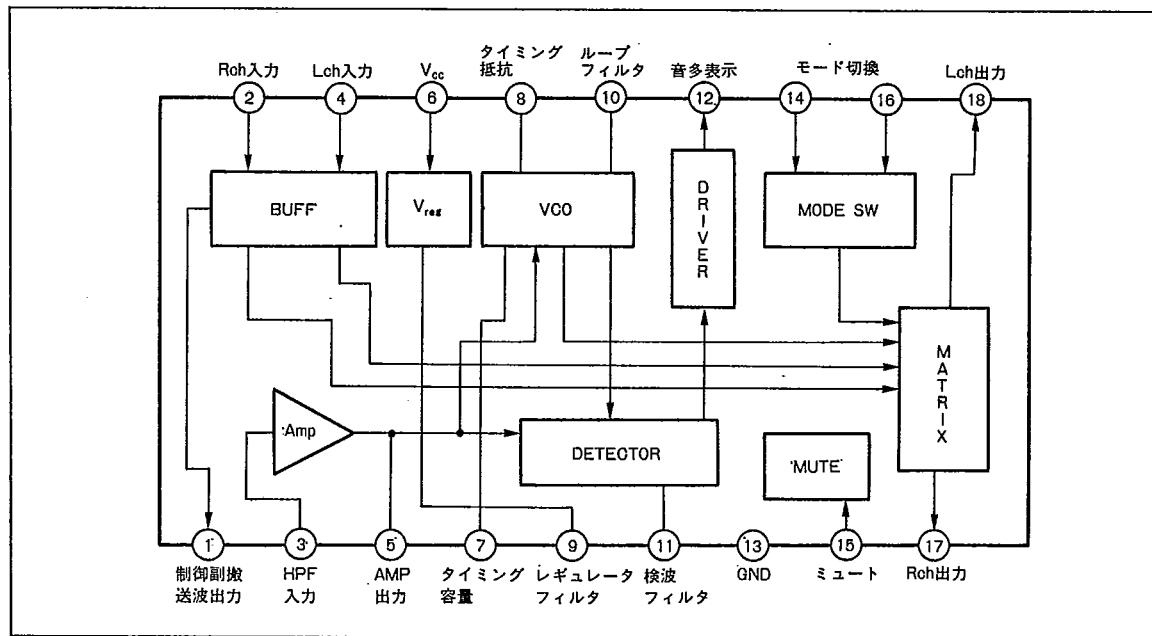 Rch入力
Lch入力
Vcc
タイミング
抵抗
ループ
フィルタ
音多表示
モード切換
Lch出力
2
4
6
8
10
12
14
16
18
BUFF
Vreg
VCO
DRIVER
MODE SW
MATRIX
Amp
DETECTOR
MUTE
1
3
5
7
9
11
13
15
17
制御副搬
送波出力
HPF
入力
AMP
出力
タイミング
容量
レギュレータ
フィルタ
検波
フィルタ
GND
ミュート
Rch出力